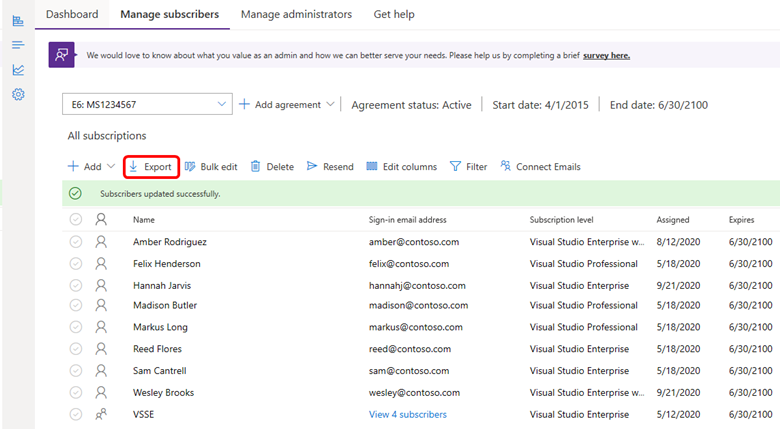 Dashboard Manage subscribers Manage administrators Get help
We would love to know about what you value as an admin and how we can better serve your needs. Please help us by completing a brief survey here.
E6: MS1234567 Add agreement Agreement status: Active Start date: 4/1/2015 End date: 6/30/2100
All subscriptions
Add Export Bulk edit Delete Resend Edit columns Filter Connect Emails
Subscribers updated successfully.
Name Sign-in email address Subscription level Assigned Expires
Amber Rodriguez amber@contoso.com Visual Studio Enterprise w... 8/12/2020 6/30/2100
Felix Henderson felix@contoso.com Visual Studio Professional 5/18/2020 6/30/2100
Hannah Jarvis hannahj@contoso.com Visual Studio Enterprise 9/21/2020 6/30/2100
Madison Butler madison@contoso.com Visual Studio Professional 5/18/2020 6/30/2100
Markus Long markus@contoso.com Visual Studio Professional 5/18/2020 6/30/2100
Reed Flores reed@contoso.com Visual Studio Enterprise 5/18/2020 6/30/2100
Sam Cantrell sam@contoso.com Visual Studio Enterprise 5/18/2020 6/30/2100
Wesley Brooks wesley@contoso.com Visual Studio Enterprise w... 9/21/2020 6/30/2100
VSSE View 4 subscribers Visual Studio Enterprise 5/12/2020 6/30/2100